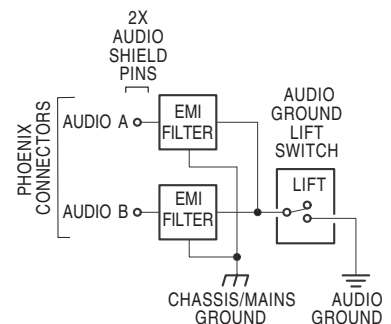 2X
AUDIO
SHIELD
PINS
PHOENIX
CONNECTORS
AUDIO A
EMI
FILTER
AUDIO B
EMI
FILTER
AUDIO
GROUND
LIFT
SWITCH
LIFT
CHASSIS/MAINS
GROUND
AUDIO
GROUND